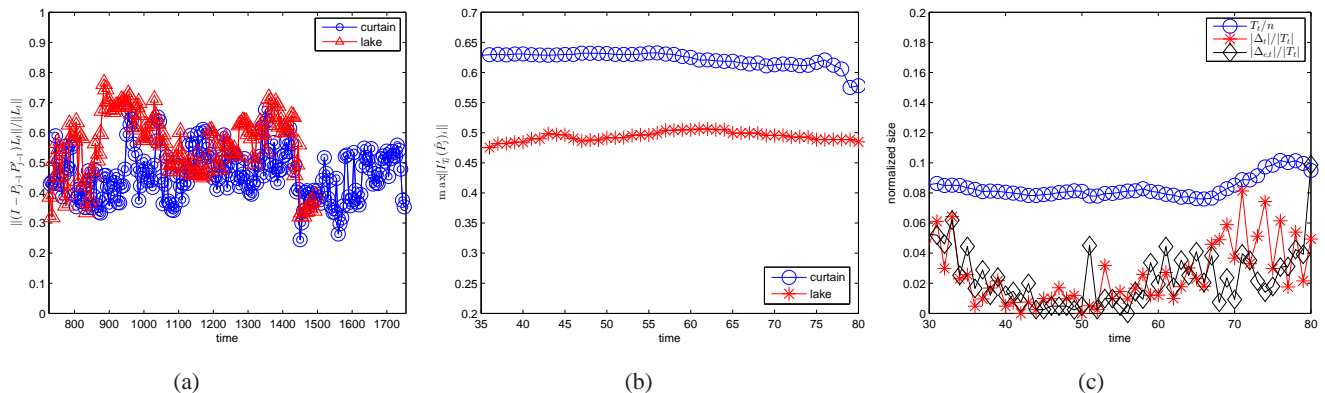 1
0.9
0.8
0.7
0.6
0.5
0.4
0.3
0.2
0.1
0
800 900 1000 1100 1200 1300 1400 1500 1600 1700
time
||(I − P_{j−1}P'_{j−1})L_t||/||L_t||
curtain
lake
(a)
0.7
0.65
0.6
0.55
0.5
0.45
0.4
0.35
0.3
0.25
0.2
35 40 45 50 55 60 65 70 75 80
time
curtain
lake
(b)
0.2
0.18
0.16
0.14
0.12
0.10
0.08
0.06
0.04
0.02
0
30 40 50 60 70 80
time
normalized size
T_t/n
|Δ_t|/|T_t|
|Δ_{e,t}|/|T_t|
(c)